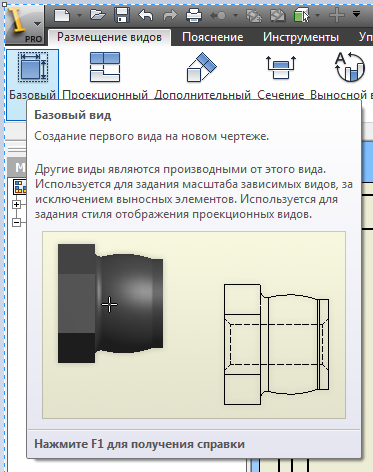 PRO
Размещение видов Пояснение Инструменты Уп
Базовый Проекционный Дополнительный Сечение Выносной в
Базовый вид
Создание первого вида на новом чертеже.
Другие виды являются производными от этого вида.
Используется для задания масштаба зависимых видов, за
исключением выносных элементов. Используется для
задания стиля отображения проекционных видов.
Нажмите F1 для получения справки